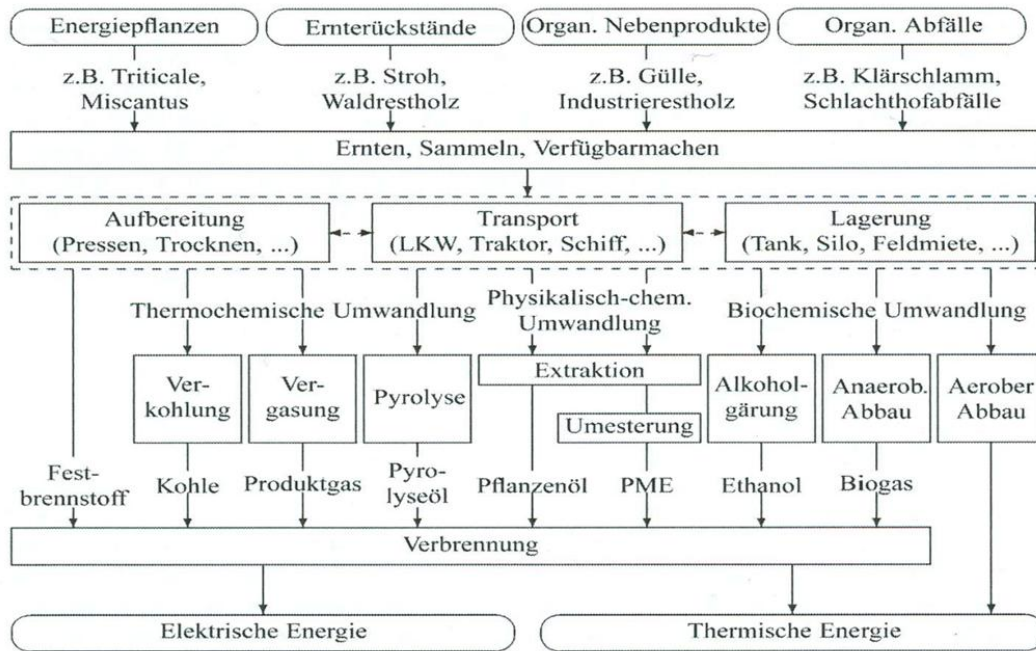 Energiepflanzen
Ernterückstände
Organ. Nebenprodukte
Organ. Abfälle
z.B. Triticale,
Miscantus
z.B. Stroh,
Waldrestholz
z.B. Gülle,
Industrierestholz
z.B. Klärschlamm,
Schlachthofabfälle
Ernten, Sammeln, Verfügbarmachen
Aufbereitung
(Pressen, Trocknen, ...)
Transport
(LKW, Traktor, Schiff, ...)
Lagerung
(Tank, Silo, Feldmiete, ...)
Thermochemische Umwandlung
Physikalisch-chem.
Umwandlung
Biochemische Umwandlung
Ver-
kohlung
Ver-
gasung
Pyrolyse
Extraktion
Umesterung
Alkohol-
gärung
Anaerob.
Abbau
Aerober
Abbau
Fest-
brennstoff
Kohle
Produktgas
Pyro-
lyseöl
Pflanzenöl
PME
Ethanol
Biogas
Verbrennung
Elektrische Energie
Thermische Energie